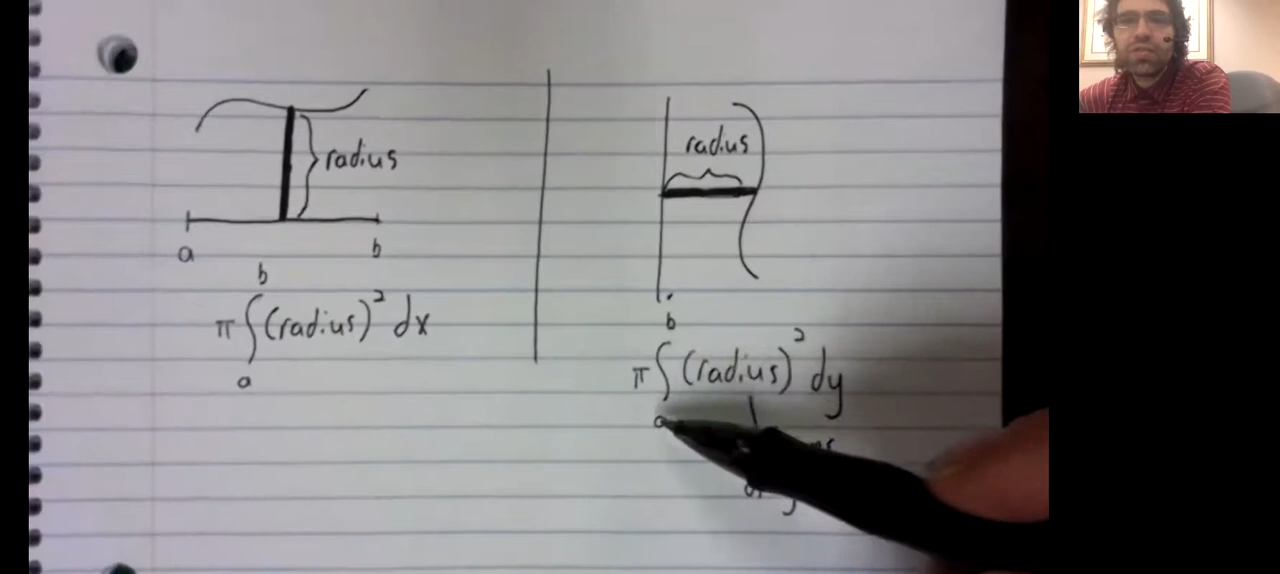 radius
a b
b
π∫(radius)² dx
a
radius
b
π∫(radius)² dy
a